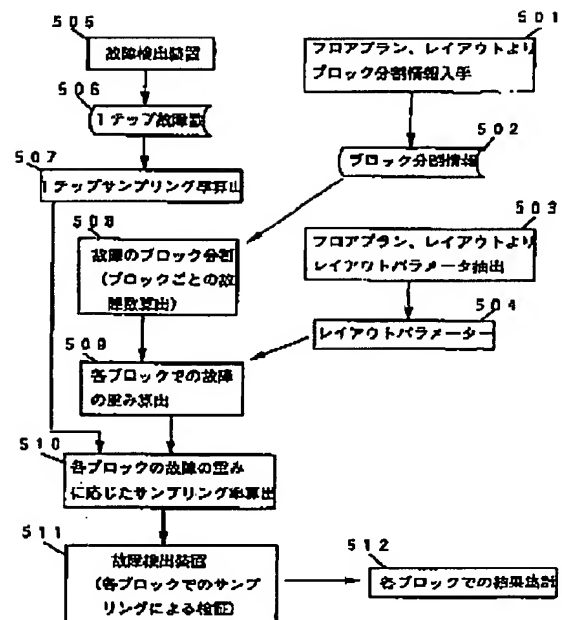 505
故障検出装置
506
1チップ故障数
507
1チップサンプリング率算出
508
故障のブロック分割
(ブロックごとの故
障数算出)
509
各ブロックでの故障
の重み算出
510
各ブロックの故障の重み
に応じたサンプリング率算出
511
故障検出装置
(各ブロックでのサンプ
リングによる検証)
501
フロアプラン、レイアウトより
ブロック分割情報入手
502
ブロック分割情報
503
フロアプラン、レイアウトより
レイアウトパラメータ抽出
504
レイアウトパラメーター
512
各ブロックでの結果集計